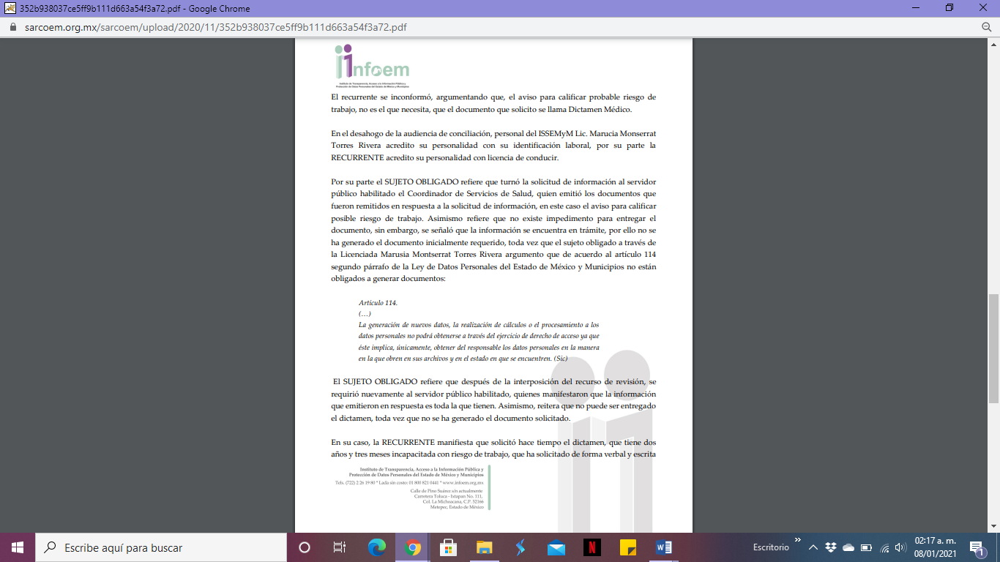 352b938037ce5ff9b111d663a54f3a72.pdf - Google Chrome
sarcoem.org.mx/sarcoem/upload/2020/11/352b938037ce5ff9b111d663a54f3a72.pdf
infoem
Instituto de Transparencia, Acceso a la Información Pública y
Protección de Datos Personales del Estado de México y Municipios
El recurrente se inconformó, argumentando que, el aviso para calificar probable riesgo de
trabajo, no es el que necesita, que el documento que solicito se llama Dictamen Médico.
En el desahogo de la audiencia de conciliación, personal del ISSEMyM Lic. Marucia Monserrat
Torres Rivera acredito su personalidad con su identificación laboral, por su parte la
RECURRENTE acredito su personalidad con licencia de conducir.
Por su parte el SUJETO OBLIGADO refiere que turnó la solicitud de información al servidor
público habilitado el Coordinador de Servicios de Salud, quien emitió los documentos que
fueron remitidos en respuesta a la solicitud de información, en este caso el aviso para calificar
posible riesgo de trabajo. Asimismo refiere que no existe impedimento para entregar el
documento, sin embargo, se señaló que la información se encuentra en trámite, por ello no se
ha generado el documento inicialmente requerido, toda vez que el sujeto obligado a través de
la Licenciada Marusia Montserrat Torres Rivera argumento que de acuerdo al artículo 114
segundo párrafo de la Ley de Datos Personales del Estado de México y Municipios no están
obligados a generar documentos:
Artículo 114.
(…)
La generación de nuevos datos, la realización de cálculos o el procesamiento a los
datos personales no podrá obtenerse a través del ejercicio de derecho de acceso ya que
éste implica, únicamente, obtener del responsable los datos personales en la manera
en la que obren en sus archivos y en el estado en que se encuentren. (Sic)
El SUJETO OBLIGADO refiere que después de la interposición del recurso de revisión, se
requirió nuevamente al servidor público habilitado, quienes manifestaron que la información
que emitieron en respuesta es toda la que tienen. Asimismo, reitera que no puede ser entregado
el dictamen, toda vez que no se ha generado el documento solicitado.
En su caso, la RECURRENTE manifiesta que solicitó hace tiempo el dictamen, que tiene dos
años y tres meses incapacitada con riesgo de trabajo, que ha solicitado de forma verbal y escrita
Instituto de Transparencia, Acceso a la Información Pública y
Protección de Datos Personales del Estado de México y Municipios
Tels. (722) 2 26 19 80 * Lada sin costo: 01 800 821 0441 * www.infoem.org.mx
Calle de Pino Suárez s/n actualmente
Carretera Toluca - Ixtapan No. 111,
Col. La Michoacana, C.P. 52166
Metepec, Estado de México
Escribe aquí para buscar
Escritorio
02:17 a. m.
08/01/2021
1